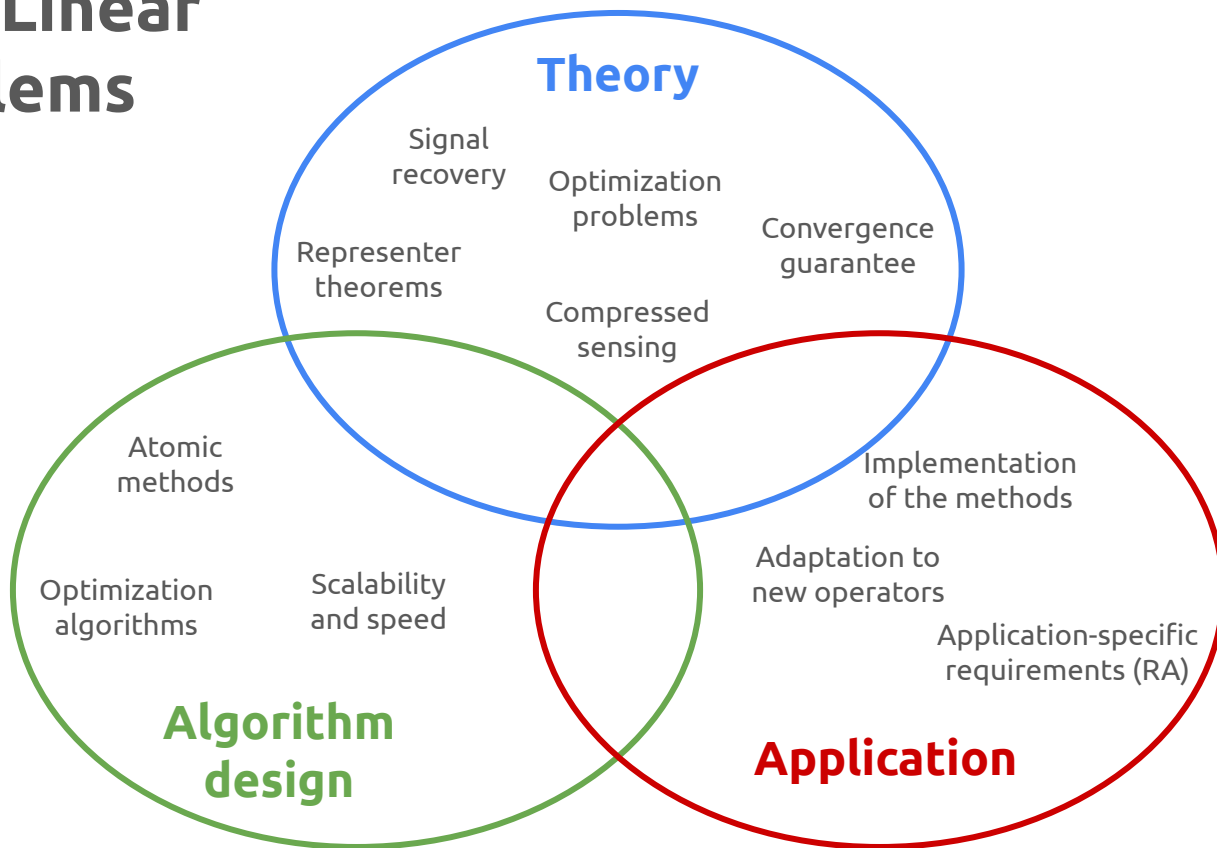 Linear
lems
Theory
Signal
recovery
Optimization
problems
Convergence
guarantee
Representer
theorems
Compressed
sensing
Atomic
methods
Optimization
algorithms
Scalability
and speed
Algorithm
design
Implementation
of the methods
Adaptation to
new operators
Application-specific
requirements (RA)
Application